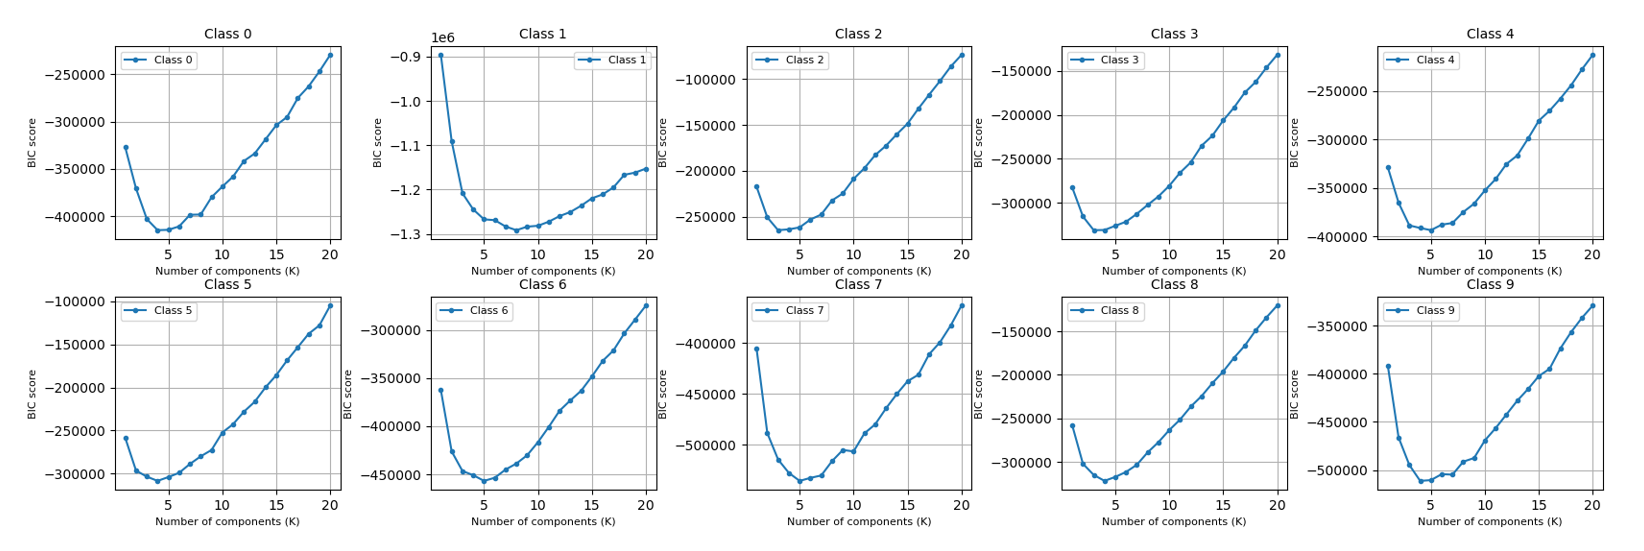 Class 0
Class 0
−250000
−300000
−350000
−400000
BIC score
5 10 15 20
Number of components (K)
Class 1
1e6
Class 1
−0.9
−1.0
−1.1
−1.2
−1.3
BIC score
5 10 15 20
Number of components (K)
Class 2
Class 2
−100000
−150000
−200000
−250000
BIC score
5 10 15 20
Number of components (K)
Class 3
Class 3
−150000
−200000
−250000
−300000
BIC score
5 10 15 20
Number of components (K)
Class 4
Class 4
−250000
−300000
−350000
−400000
BIC score
5 10 15 20
Number of components (K)
Class 5
Class 5
−100000
−150000
−200000
−250000
−300000
BIC score
5 10 15 20
Number of components (K)
Class 6
Class 6
−300000
−350000
−400000
−450000
BIC score
5 10 15 20
Number of components (K)
Class 7
Class 7
−400000
−450000
−500000
BIC score
5 10 15 20
Number of components (K)
Class 8
Class 8
−150000
−200000
−250000
−300000
BIC score
5 10 15 20
Number of components (K)
Class 9
Class 9
−350000
−400000
−450000
−500000
BIC score
5 10 15 20
Number of components (K)